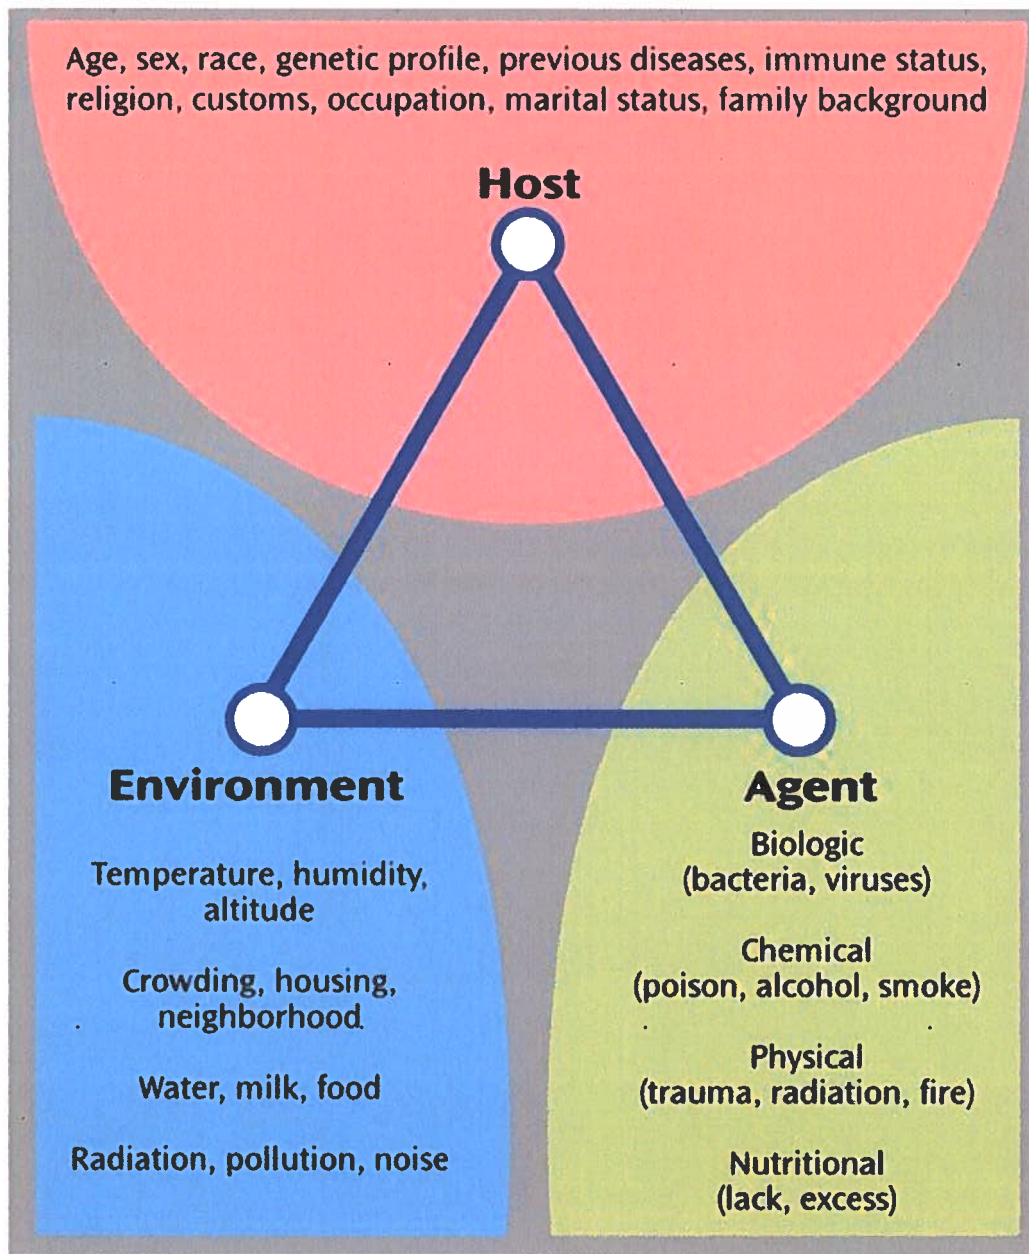 Age, sex, race, genetic profile, previous diseases, immune status,
religion, customs, occupation, marital status, family background
Host
Environment
Temperature, humidity,
altitude
Crowding, housing,
neighborhood
Water, milk, food
Radiation, pollution, noise
Agent
Biologic
(bacteria, viruses)
Chemical
(poison, alcohol, smoke)
Physical
(trauma, radiation, fire)
Nutritional
(lack, excess)